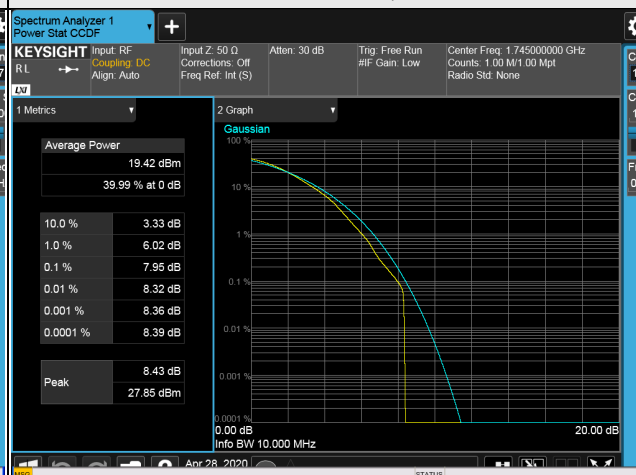 Spectrum Analyzer 1
Power Stat CCDF
+
KEYSIGHT
RL
LXI
Input: RF
Coupling: DC
Align: Auto
Input Z: 50 Ω
Corrections: Off
Freq Ref: Int (S)
Atten: 30 dB
Trig: Free Run
#IF Gain: Low
Center Freq: 1.745000000 GHz
Counts: 1.00 M/1.00 Mpt
Radio Std: None
1 Metrics
Average Power
19.42 dBm
39.99 % at 0 dB
10.0 % 3.33 dB
1.0 % 6.02 dB
0.1 % 7.95 dB
0.01 % 8.32 dB
0.001 % 8.36 dB
0.0001 % 8.39 dB
Peak
8.43 dB
27.85 dBm
2 Graph
Gaussian
100 %
10 %
1 %
0.1 %
0.01 %
0.001 %
0.0001 %
0.00 dB 20.00 dB
Info BW 10.000 MHz
Apr 28, 2020
MSG STATUS